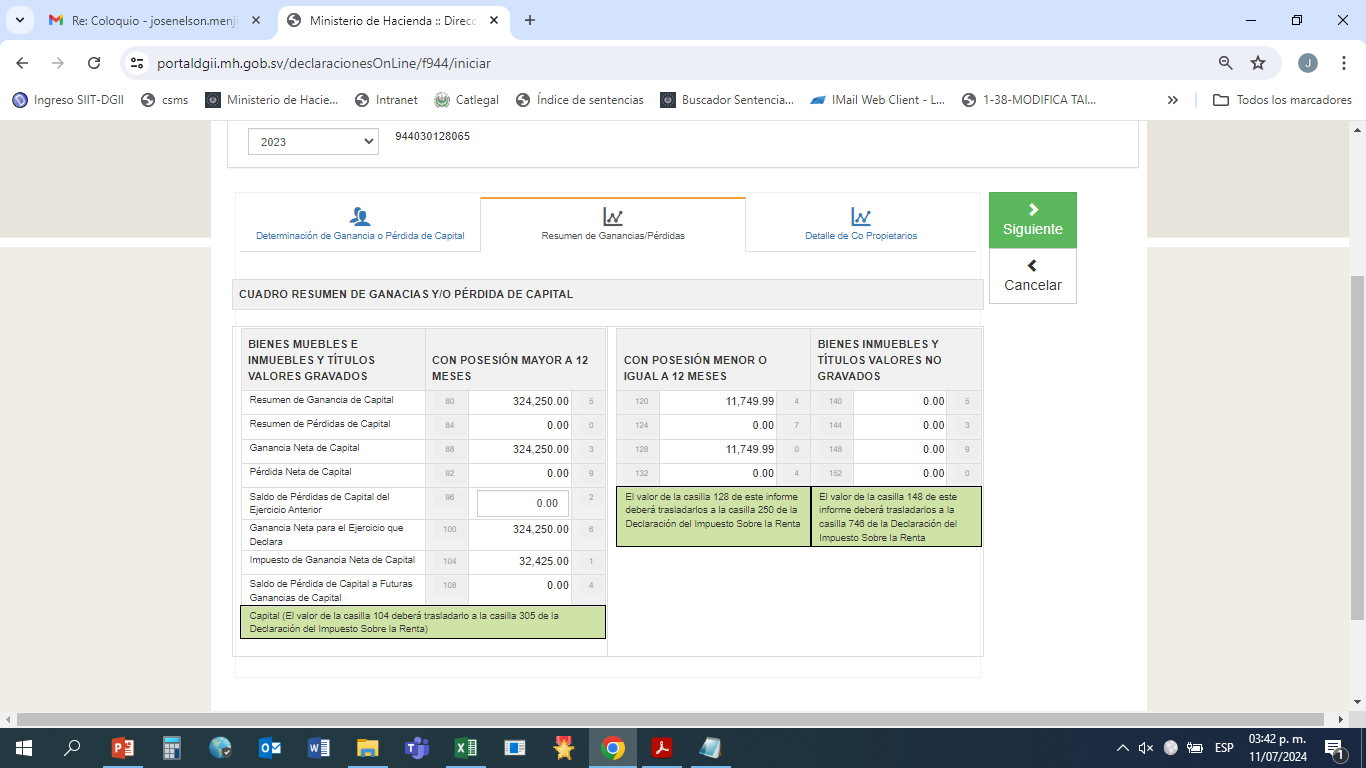 Re: Coloquio - josenelson.menji
Ministerio de Hacienda :: Direcc
portaldgii.mh.gob.sv/declaracionesOnLine/f944/iniciar
J
Ingreso SIIT-DGII
csms
Ministerio de Hacie...
Intranet
Catlegal
Índice de sentencias
Buscador Sentencia...
IMail Web Client - L...
1-38-MODIFICA TAI...
Todos los marcadores
2023
944030128065
Determinación de Ganancia o Pérdida de Capital
Resumen de Ganancias/Pérdidas
Detalle de Co Propietarios
Siguiente
Cancelar
CUADRO RESUMEN DE GANACIAS Y/O PÉRDIDA DE CAPITAL
BIENES MUEBLES E
INMUEBLES Y TÍTULOS
VALORES GRAVADOS
CON POSESIÓN MAYOR A 12
MESES
CON POSESIÓN MENOR O
IGUAL A 12 MESES
BIENES INMUEBLES Y
TÍTULOS VALORES NO
GRAVADOS
Resumen de Ganancia de Capital 80 324,250.00 5 120 11,749.99 4 140 0.00 5
Resumen de Pérdidas de Capital 84 0.00 0 124 0.00 7 144 0.00 3
Ganancia Neta de Capital 88 324,250.00 3 128 11,749.99 0 148 0.00 9
Pérdida Neta de Capital 92 0.00 9 132 0.00 4 152 0.00 0
Saldo de Pérdidas de Capital del
Ejercicio Anterior
96 0.00 2
Ganancia Neta para el Ejercicio que
Declara
100 324,250.00 6
Impuesto de Ganancia Neta de Capital 104 32,425.00 1
Saldo de Pérdida de Capital a Futuras
Ganancias de Capital
108 0.00 4
Capital (El valor de la casilla 104 deberá trasladarlo a la casilla 305 de la
Declaración del Impuesto Sobre la Renta)
El valor de la casilla 128 de este informe
deberá trasladarlos a la casilla 250 de la
Declaración del Impuesto Sobre la Renta
El valor de la casilla 148 de este
informe deberá trasladarlos a la
casilla 746 de la Declaración del
Impuesto Sobre la Renta
ESP
03:42 p. m.
11/07/2024
1